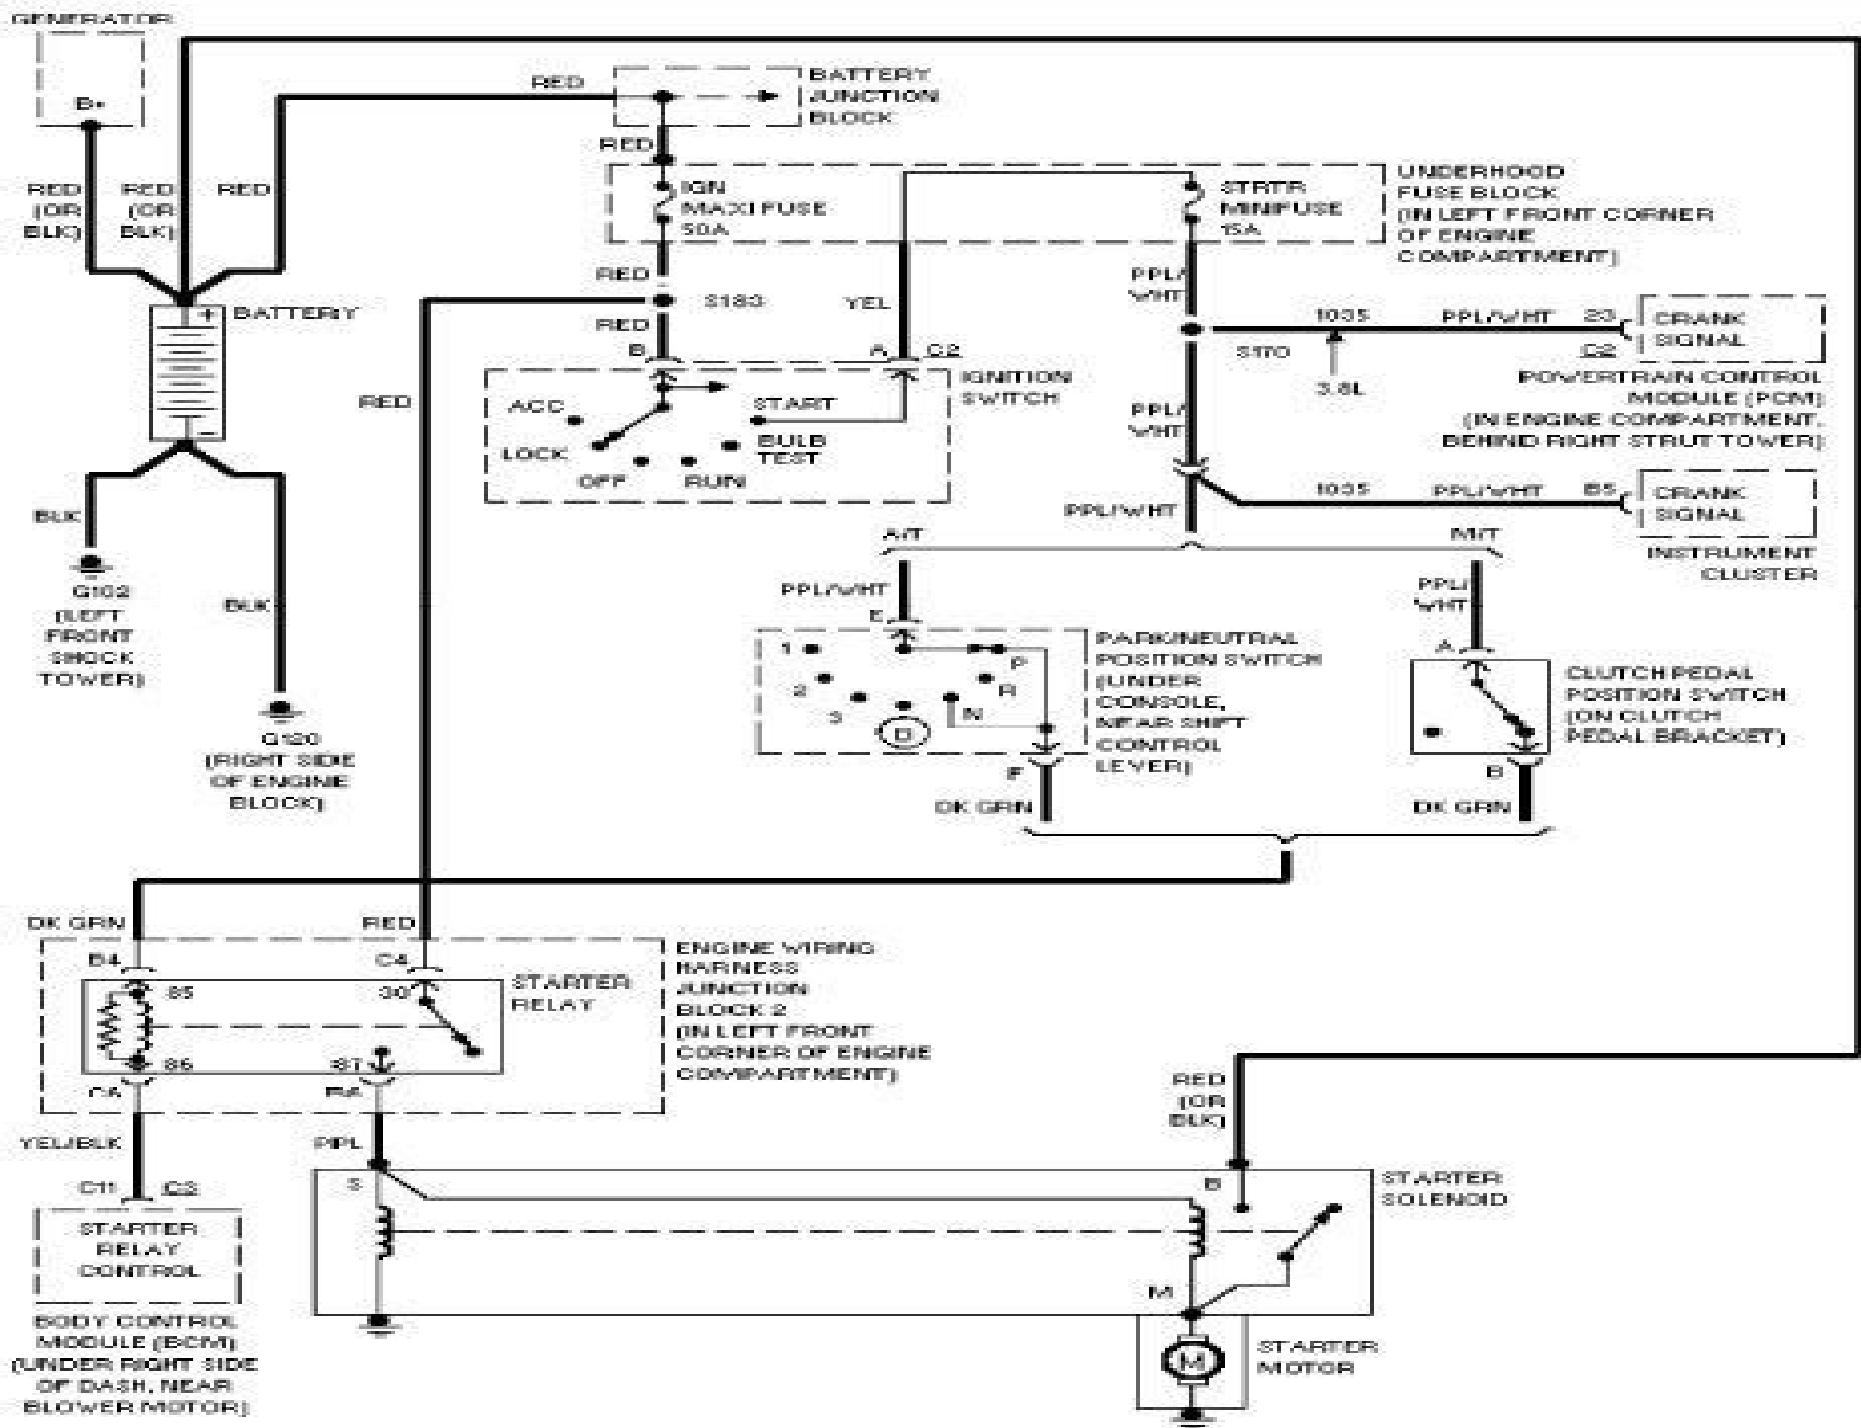 GENERATOR
B+
RED
(OR
BLK)
RED
(OR
BLK)
RED
RED
BATTERY
JUNCTION
BLOCK
RED
IGN
MAXI FUSE
50A
STRTR
MINIFUSE
15A
UNDERHOOD
FUSE BLOCK
(IN LEFT FRONT CORNER
OF ENGINE
COMPARTMENT)
RED
S183
RED
YEL
PPL/
WHT
B
A
C2
S170
1035
PPL/WHT
23
C2
3.8L
CRANK
SIGNAL
POWERTRAIN CONTROL
MODULE (PCM)
(IN ENGINE COMPARTMENT,
BEHIND RIGHT STRUT TOWER)
BATTERY
+
-
RED
IGNITION
SWITCH
ACC
LOCK
OFF
RUN
BULB
TEST
START
PPL/
WHT
1035
PPL/WHT
B5
CRANK
SIGNAL
INSTRUMENT
CLUSTER
PPL/WHT
A/T
M/T
BLK
G102
(LEFT
FRONT
SHOCK
TOWER)
BLK
G120
(RIGHT SIDE
OF ENGINE
BLOCK)
PPL/WHT
E
1
2
3
D
N
R
P
F
DK GRN
PARK/NEUTRAL
POSITION SWITCH
(UNDER
CONSOLE,
NEAR SHIFT
CONTROL
LEVER)
PPL/
WHT
A
B
DK GRN
CLUTCH PEDAL
POSITION SWITCH
(ON CLUTCH
PEDAL BRACKET)
DK GRN
RED
B4
C4
85
30
86
87
STARTER
RELAY
ENGINE WIRING
HARNESS
JUNCTION
BLOCK 2
(IN LEFT FRONT
CORNER OF ENGINE
COMPARTMENT)
YEL/BLK
PPL
C11
C3
STARTER
RELAY
CONTROL
BODY CONTROL
MODULE (BCM)
(UNDER RIGHT SIDE
OF DASH, NEAR
BLOWER MOTOR)
RED
(OR
BLK)
S
B
M
STARTER
SOLENOID
M
STARTER
MOTOR